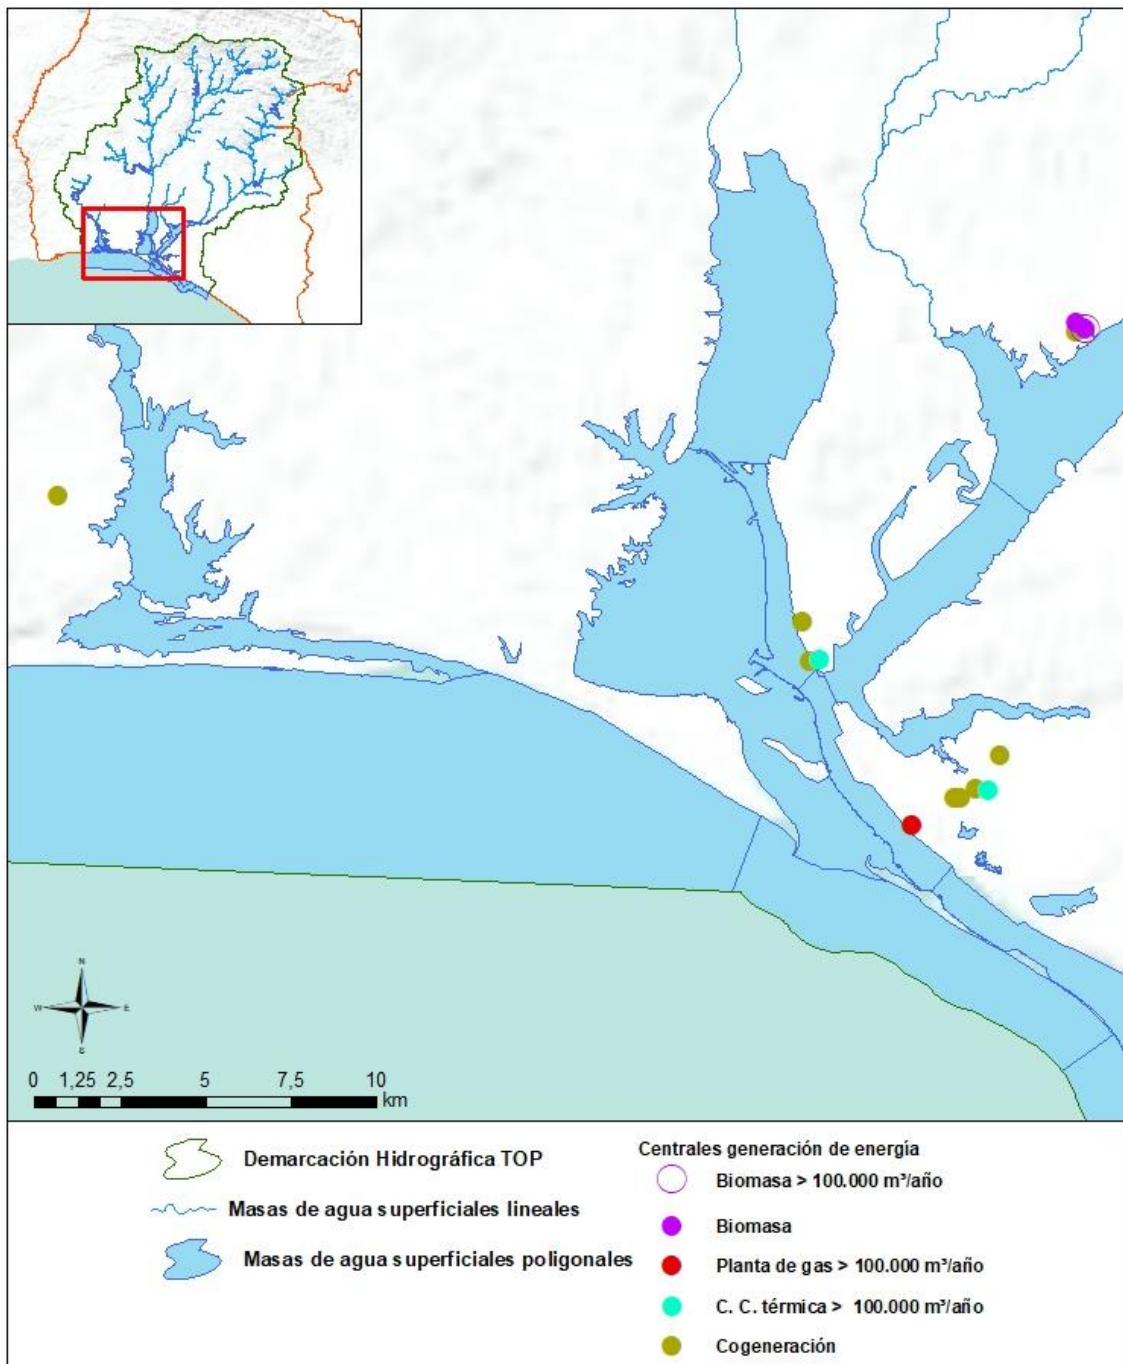 N
W
E
S
0 1,25 2,5 5 7,5 10
km
Demarcación Hidrográfica TOP
Masas de agua superficiales lineales
Masas de agua superficiales poligonales
Centrales generación de energía
Biomasa > 100.000 m³/año
Biomasa
Planta de gas > 100.000 m³/año
C. C. térmica > 100.000 m³/año
Cogeneración